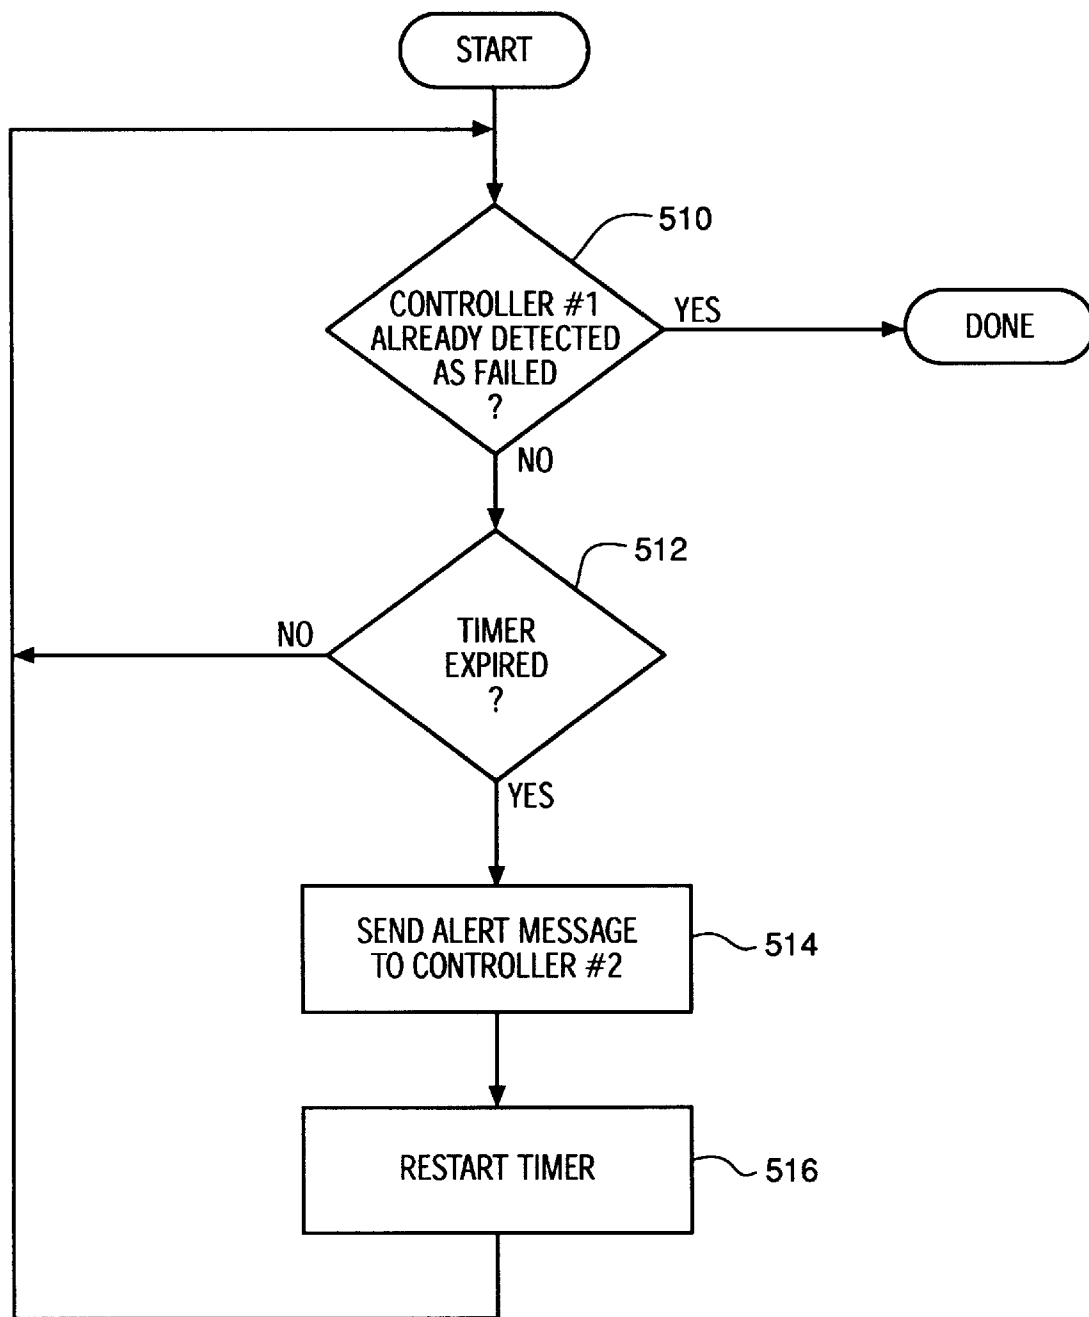 START
510
CONTROLLER #1
ALREADY DETECTED
AS FAILED
?
YES
DONE
NO
512
TIMER
EXPIRED
?
NO
YES
SEND ALERT MESSAGE
TO CONTROLLER #2
514
RESTART TIMER
516